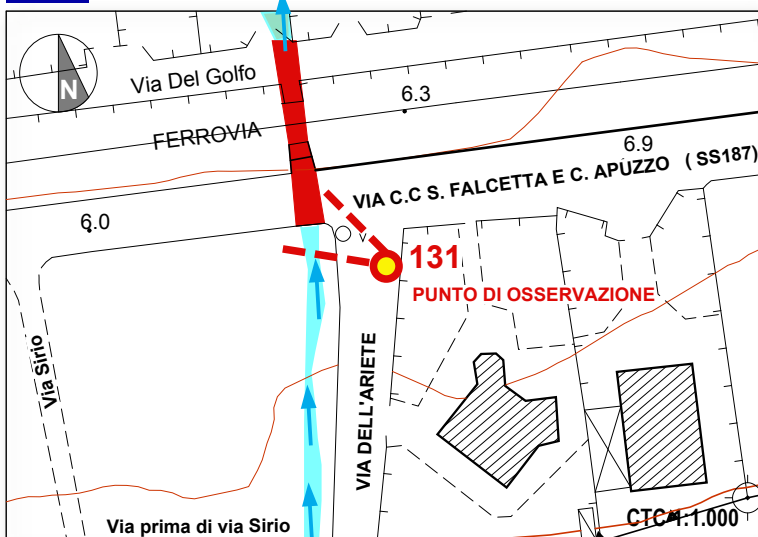 N
Via Del Golfo
6.3
FERROVIA
6.9
VIA C.C S. FALCETTA E C. APUZZO ( SS187)
6.0
V
131
PUNTO DI OSSERVAZIONE
Via Sirio
VIA DELL'ARIETE
Via prima di via Sirio
CTC 1:1.000